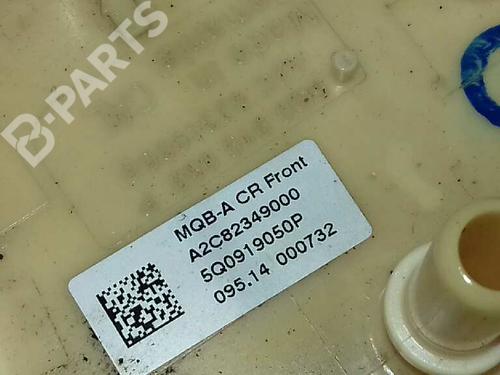 B-PARTS
MQB-A CR Front
A2C82349000
5Q0919050P
095.14 000732